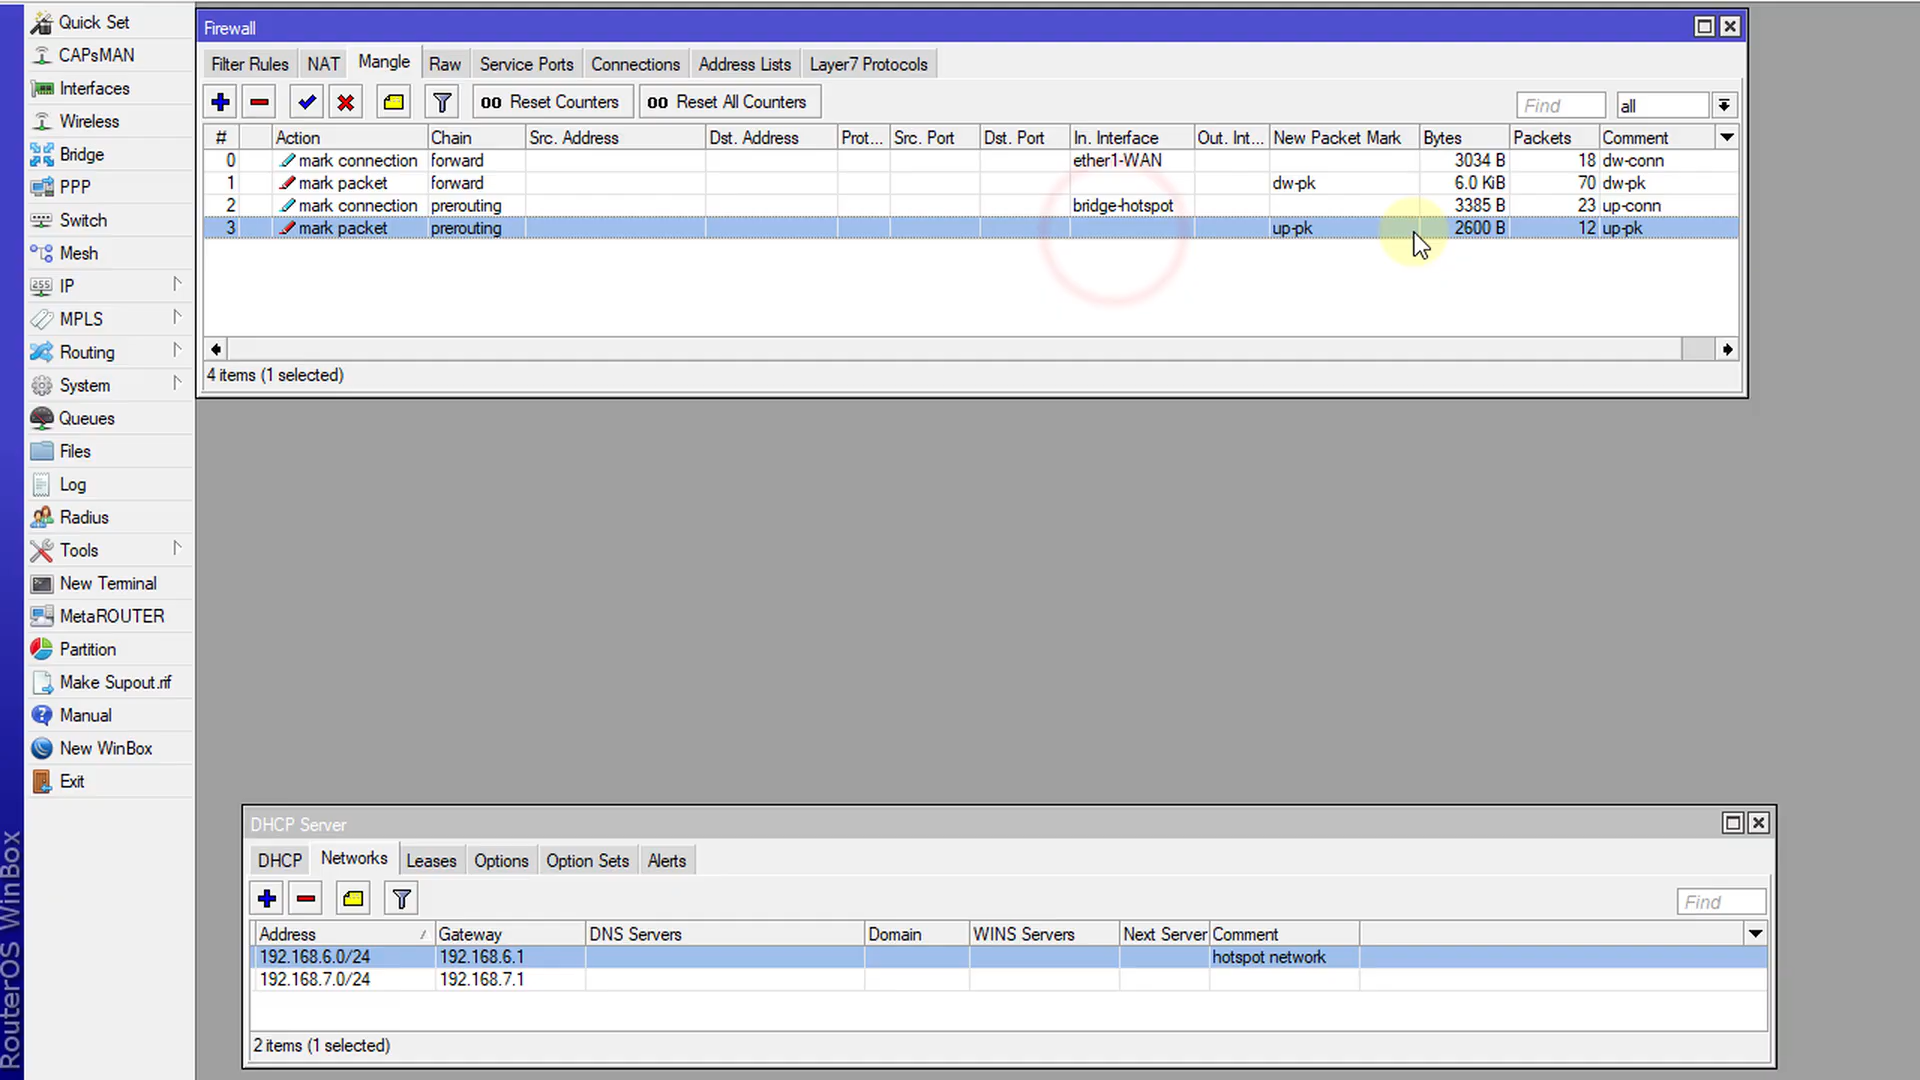 Quick Set
CAPsMAN
Interfaces
Wireless
Bridge
PPP
Switch
Mesh
IP
MPLS
Routing
System
Queues
Files
Log
Radius
Tools
New Terminal
MetaROUTER
Partition
Make Supout.rif
Manual
New WinBox
Exit
RouterOS WinBox
Firewall
Filter Rules NAT Mangle Raw Service Ports Connections Address Lists Layer7 Protocols
00 Reset Counters 00 Reset All Counters Find all
# Action Chain Src. Address Dst. Address Prot... Src. Port Dst. Port In. Interface Out. Int... New Packet Mark Bytes Packets Comment
0 mark connection forward ether1-WAN 3034 B 18 dw-conn
1 mark packet forward dw-pk 6.0 KiB 70 dw-pk
2 mark connection prerouting bridge-hotspot 3385 B 23 up-conn
3 mark packet prerouting up-pk 2600 B 12 up-pk
4 items (1 selected)
DHCP Server
DHCP Networks Leases Options Option Sets Alerts
Find
Address Gateway DNS Servers Domain WINS Servers Next Server Comment
192.168.6.0/24 192.168.6.1 hotspot network
192.168.7.0/24 192.168.7.1
2 items (1 selected)